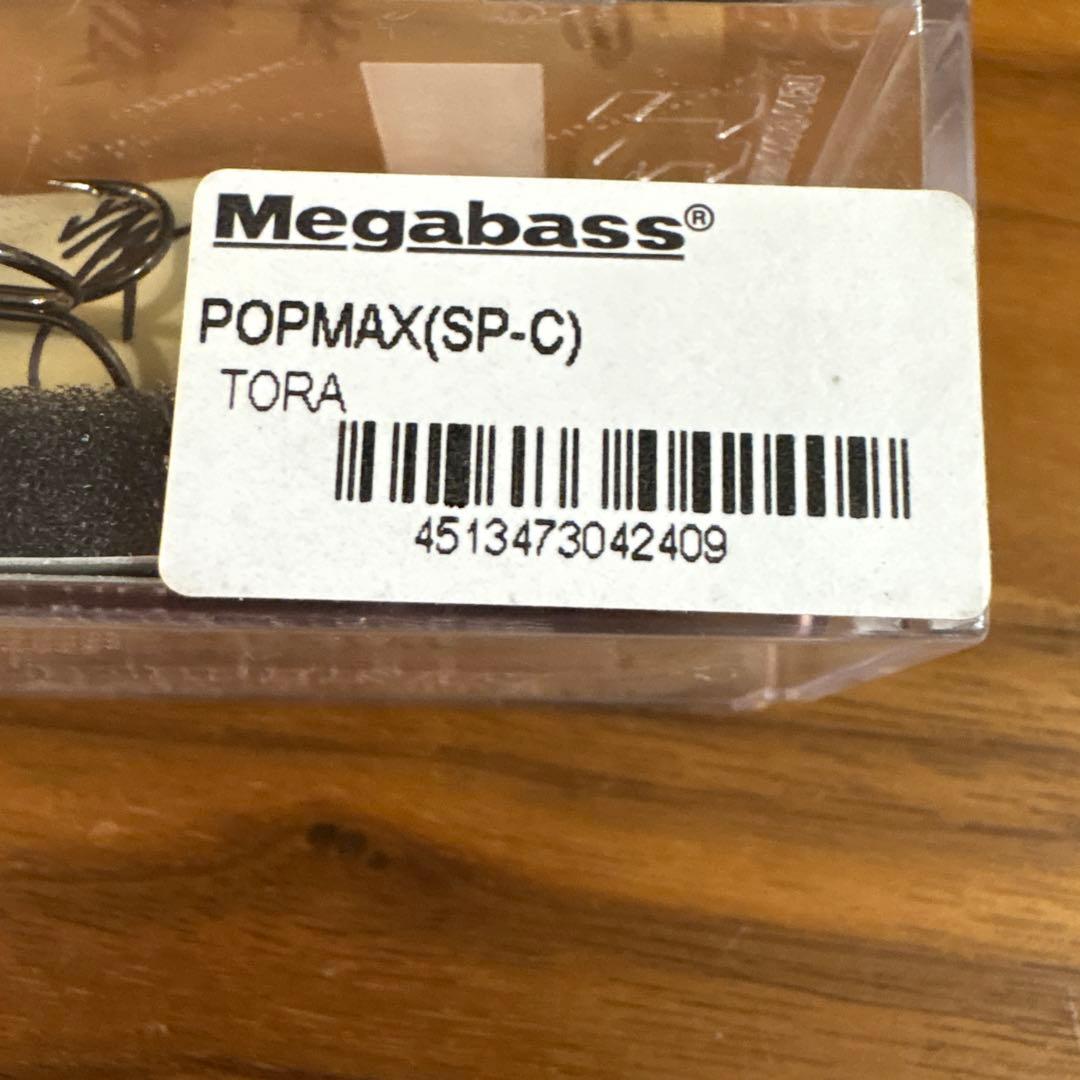 Megabass®
POPMAX(SP-C)
TORA
4513473042409